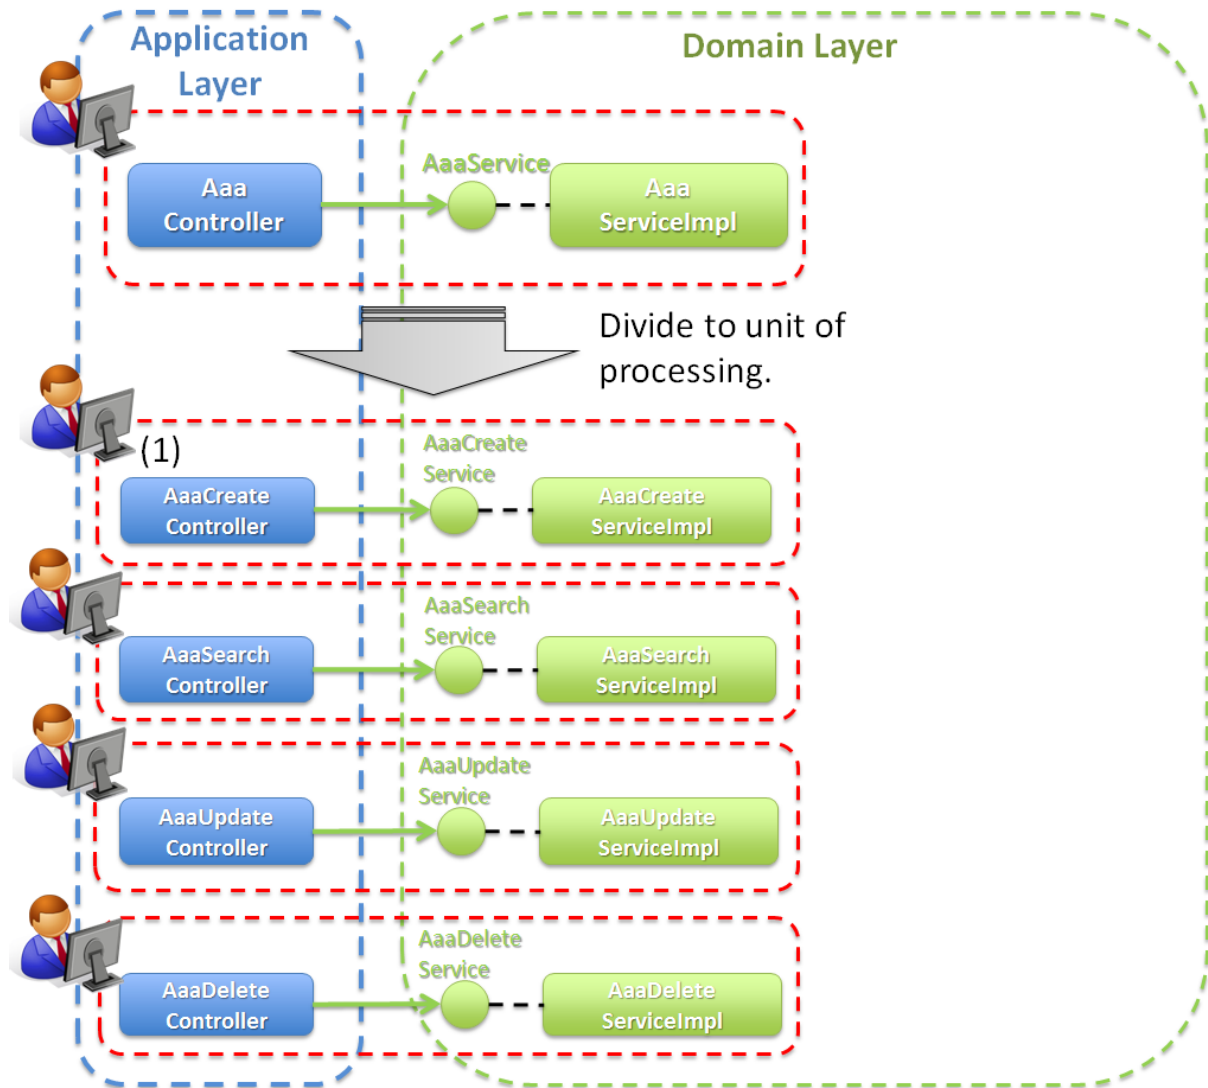 Application
Layer
Domain Layer
AaaService
Aaa
Controller
Aaa
ServiceImpl
Divide to unit of
processing.
(1)
AaaCreate
Service
AaaCreate
Controller
AaaCreate
ServiceImpl
AaaSearch
Service
AaaSearch
Controller
AaaSearch
ServiceImpl
AaaUpdate
Service
AaaUpdate
Controller
AaaUpdate
ServiceImpl
AaaDelete
Service
AaaDelete
Controller
AaaDelete
ServiceImpl